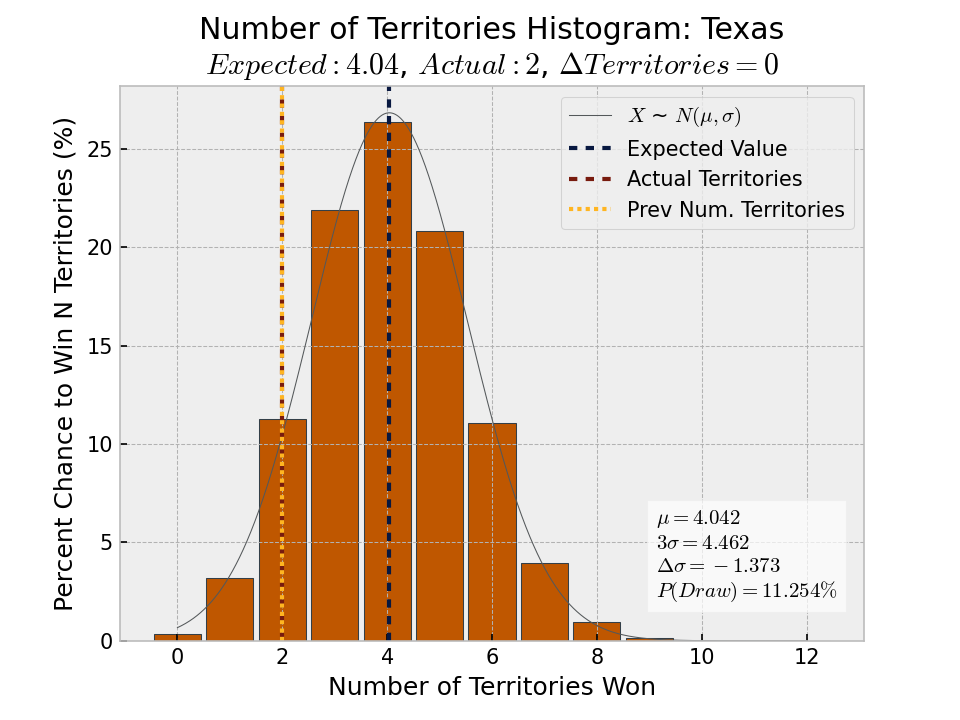 Number of Territories Histogram: Texas
Expected : 4.04, Actual : 2, ΔTerritories = 0
X ~ N(μ, σ)
Expected Value
Actual Territories
Prev Num. Territories
Percent Chance to Win N Territories (%)
25
20
15
10
5
0
μ = 4.042
3σ = 4.462
Δσ = − 1.373
P(Draw) = 11.254%
0 2 4 6 8 10 12
Number of Territories Won